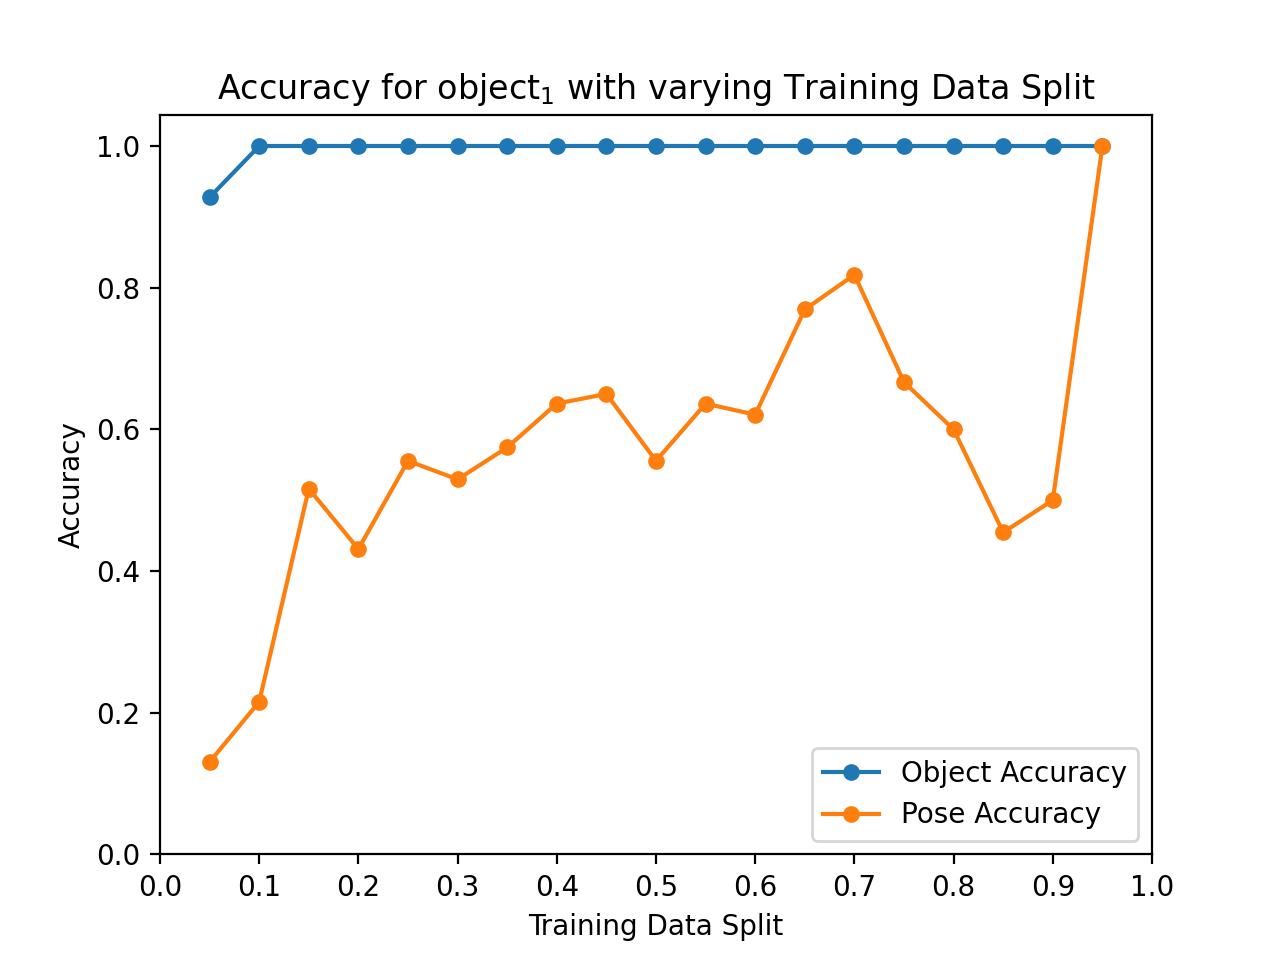 Accuracy for object₁ with varying Training Data Split
1.0
0.8
0.6
0.4
0.2
0.0
Accuracy
Object Accuracy
Pose Accuracy
0.0 0.1 0.2 0.3 0.4 0.5 0.6 0.7 0.8 0.9 1.0
Training Data Split